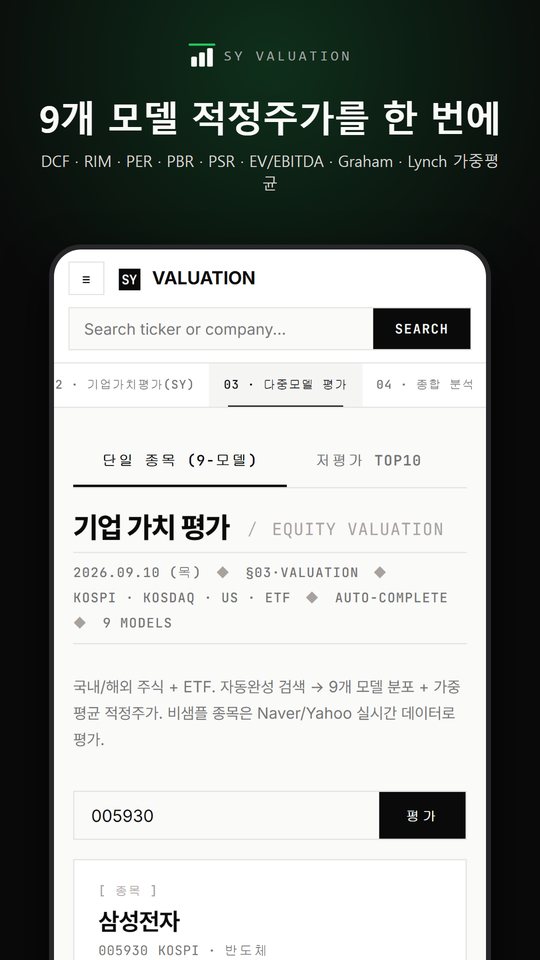 SY VALUATION
9개 모델 적정주가를 한 번에
DCF · RIM · PER · PBR · PSR · EV/EBITDA · Graham · Lynch 가중평
균
≡ SY VALUATION
Search ticker or company... SEARCH
2 · 기업가치평가(SY) 03 · 다중모델 평가 04 · 종합 분석
단일 종목 (9-모델) 저평가 TOP10
기업 가치 평가 / EQUITY VALUATION
2026.09.10 (목) ◆ §03·VALUATION ◆
KOSPI · KOSDAQ · US · ETF ◆ AUTO-COMPLETE
◆ 9 MODELS
국내/해외 주식 + ETF. 자동완성 검색 → 9개 모델 분포 + 가중
평균 적정주가. 비샘플 종목은 Naver/Yahoo 실시간 데이터로
평가.
005930 평가
[ 종목 ]
삼성전자
005930 KOSPI · 반도체